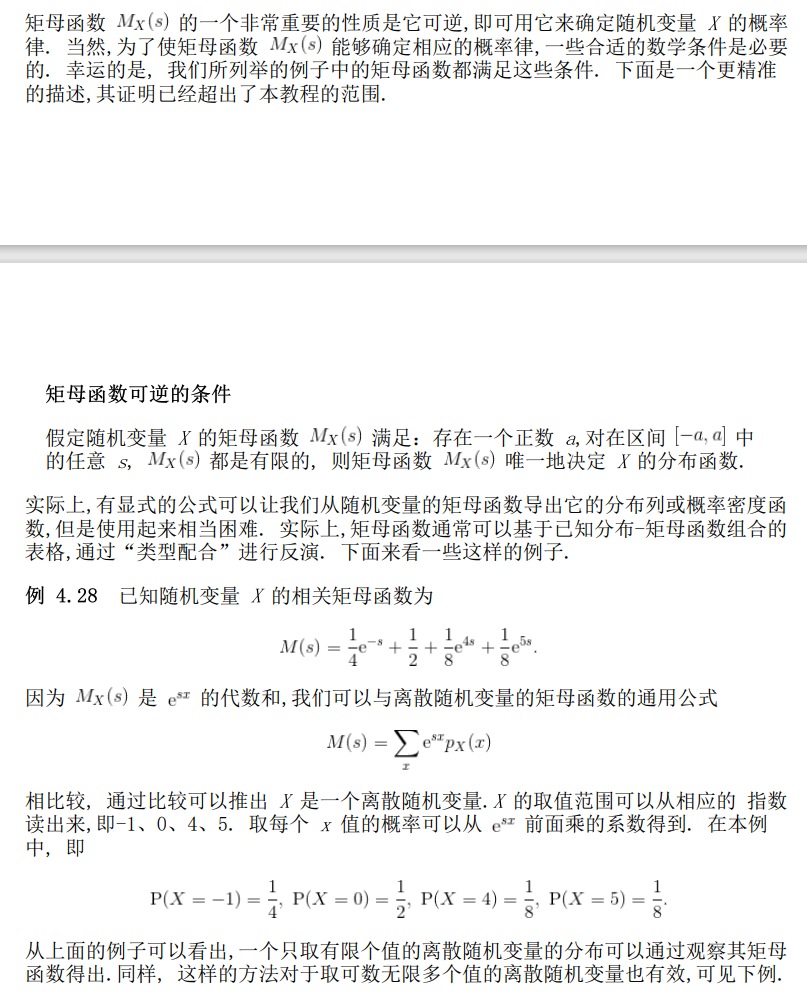 矩母函数 M_X(s) 的一个非常重要的性质是它可逆,即可用它来确定随机变量 X 的概率
律. 当然,为了使矩母函数 M_X(s) 能够确定相应的概率律,一些合适的数学条件是必要
的. 幸运的是, 我们所列举的例子中的矩母函数都满足这些条件. 下面是一个更精准
的描述,其证明已经超出了本教程的范围.
矩母函数可逆的条件
假定随机变量 X 的矩母函数 M_X(s) 满足: 存在一个正数 a,对在区间 [−a, a] 中
的任意 s, M_X(s) 都是有限的, 则矩母函数 M_X(s) 唯一地决定 X 的分布函数.
实际上,有显式的公式可以让我们从随机变量的矩母函数导出它的分布列或概率密度函
数,但是使用起来相当困难. 实际上,矩母函数通常可以基于已知分布-矩母函数组合的
表格,通过“类型配合”进行反演. 下面来看一些这样的例子.
例 4.28 已知随机变量 X 的相关矩母函数为
M(s) = 1/4 e^{−s} + 1/2 + 1/8 e^{4s} + 1/8 e^{5s}.
因为 M_X(s) 是 e^{sx} 的代数和,我们可以与离散随机变量的矩母函数的通用公式
M(s) = ∑_x e^{sx} p_X(x)
相比较, 通过比较可以推出 X 是一个离散随机变量. X 的取值范围可以从相应的 指数
读出来,即-1、0、4、5. 取每个 x 值的概率可以从 e^{sx} 前面乘的系数得到. 在本例
中, 即
P(X = −1) = 1/4, P(X = 0) = 1/2, P(X = 4) = 1/8, P(X = 5) = 1/8.
从上面的例子可以看出,一个只取有限个值的离散随机变量的分布可以通过观察其矩母
函数得出.同样, 这样的方法对于取可数无限多个值的离散随机变量也有效,可见下例.